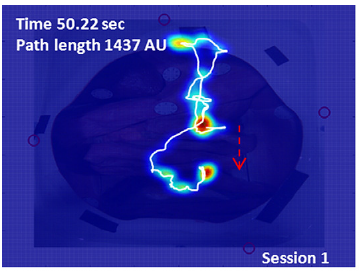 Time 50.22 sec
Path length 1437 AU
Session 1